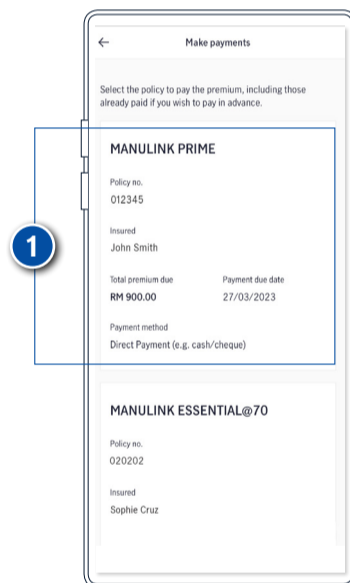 Make payments
Select the policy to pay the premium, including those
already paid if you wish to pay in advance.
MANULINK PRIME
Policy no.
012345
Insured
John Smith
Total premium due Payment due date
RM 900.00 27/03/2023
Payment method
Direct Payment (e.g. cash/cheque)
1
MANULINK ESSENTIAL@70
Policy no.
020202
Insured
Sophie Cruz